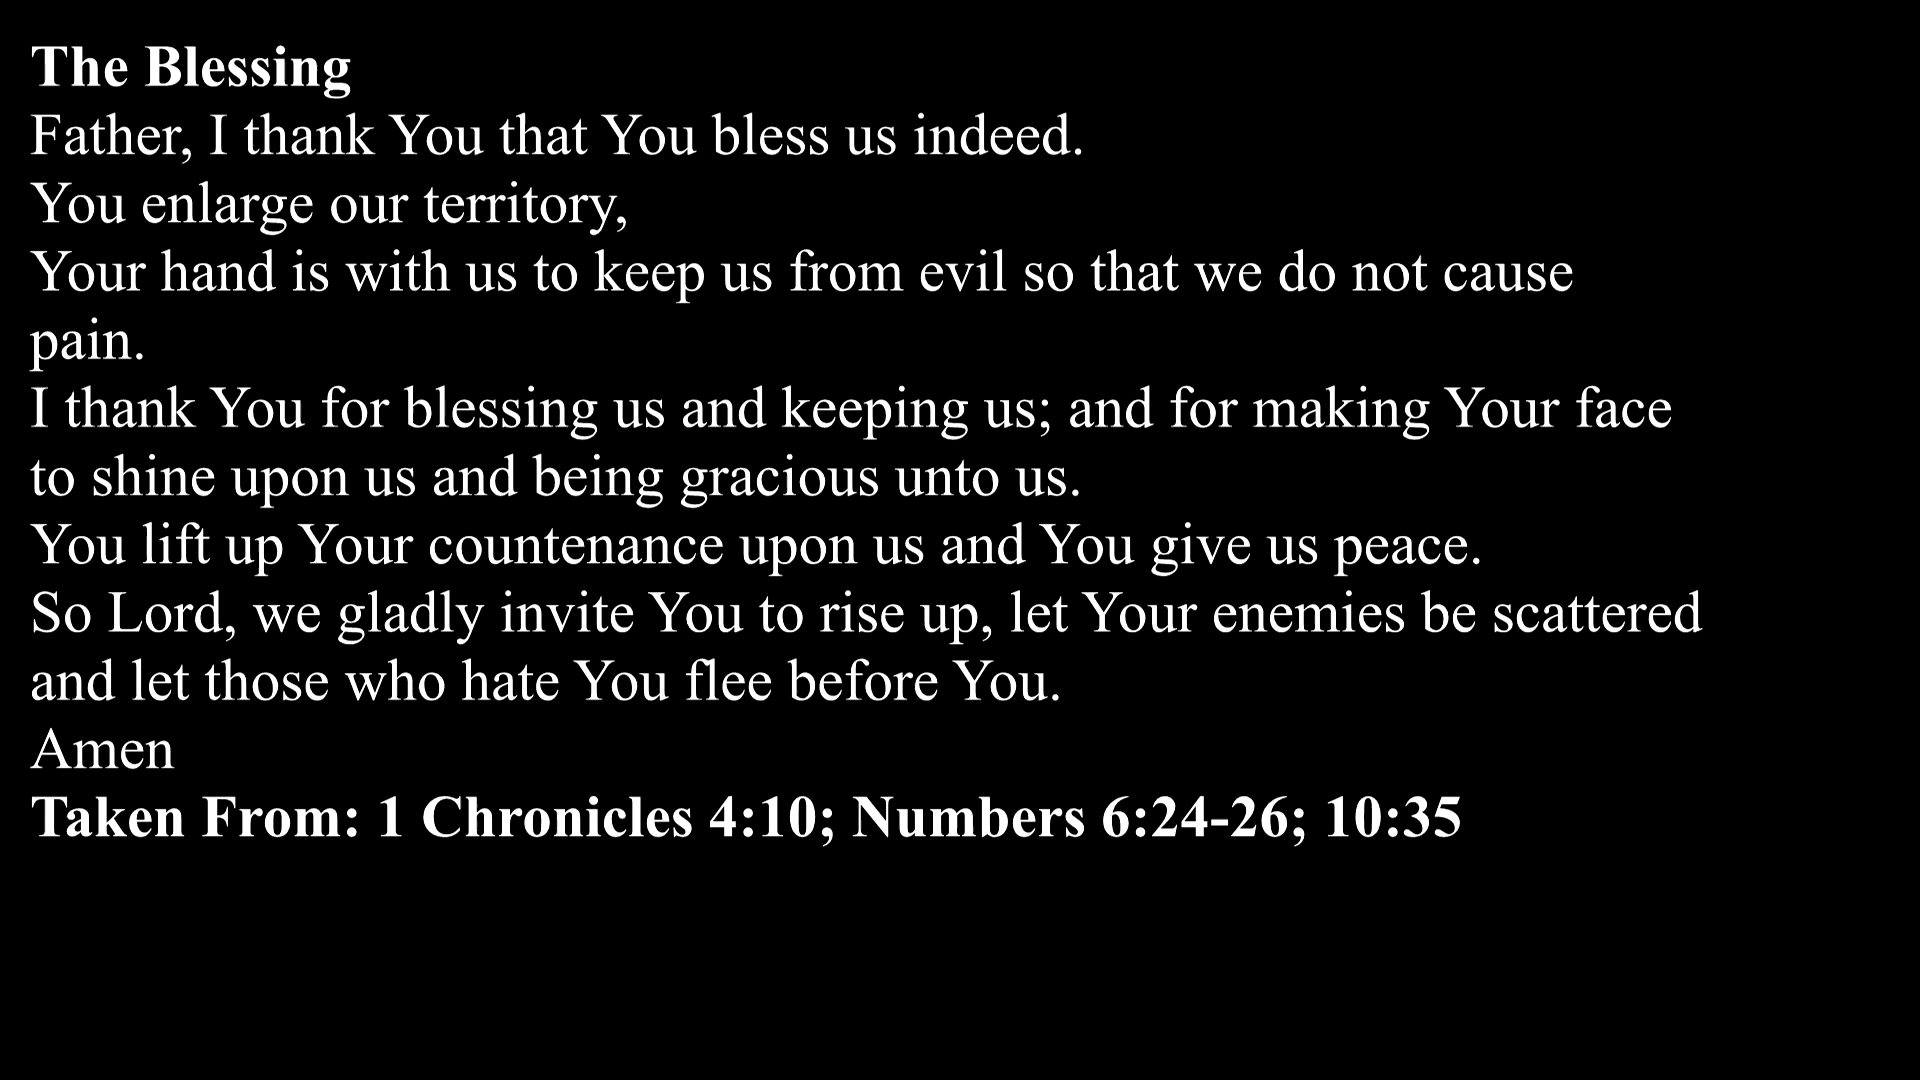 The Blessing
Father, I thank You that You bless us indeed.
You enlarge our territory,
Your hand is with us to keep us from evil so that we do not cause
pain.
I thank You for blessing us and keeping us; and for making Your face
to shine upon us and being gracious unto us.
You lift up Your countenance upon us and You give us peace.
So Lord, we gladly invite You to rise up, let Your enemies be scattered
and let those who hate You flee before You.
Amen
Taken From: 1 Chronicles 4:10; Numbers 6:24-26; 10:35